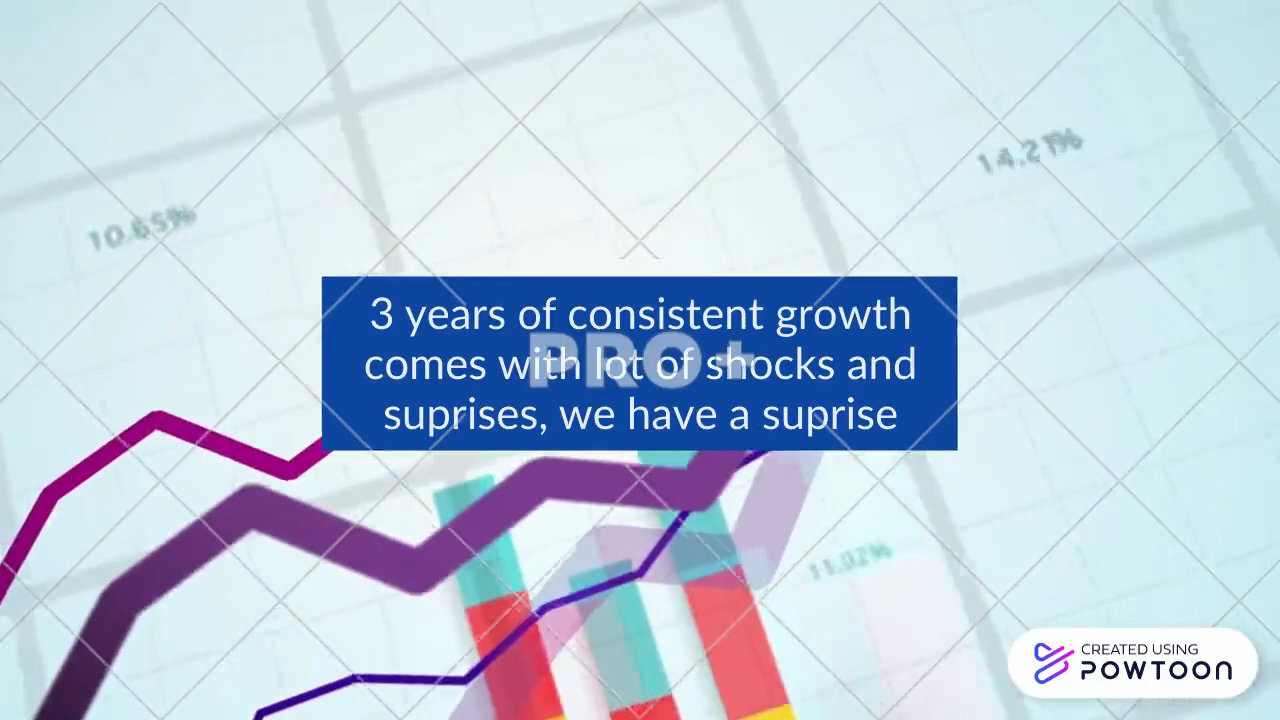 14.21%
10.65%
3 years of consistent growth
comes with lot of shocks and
suprises, we have a suprise
PRO+
11.02%
CREATED USING
POWTOON